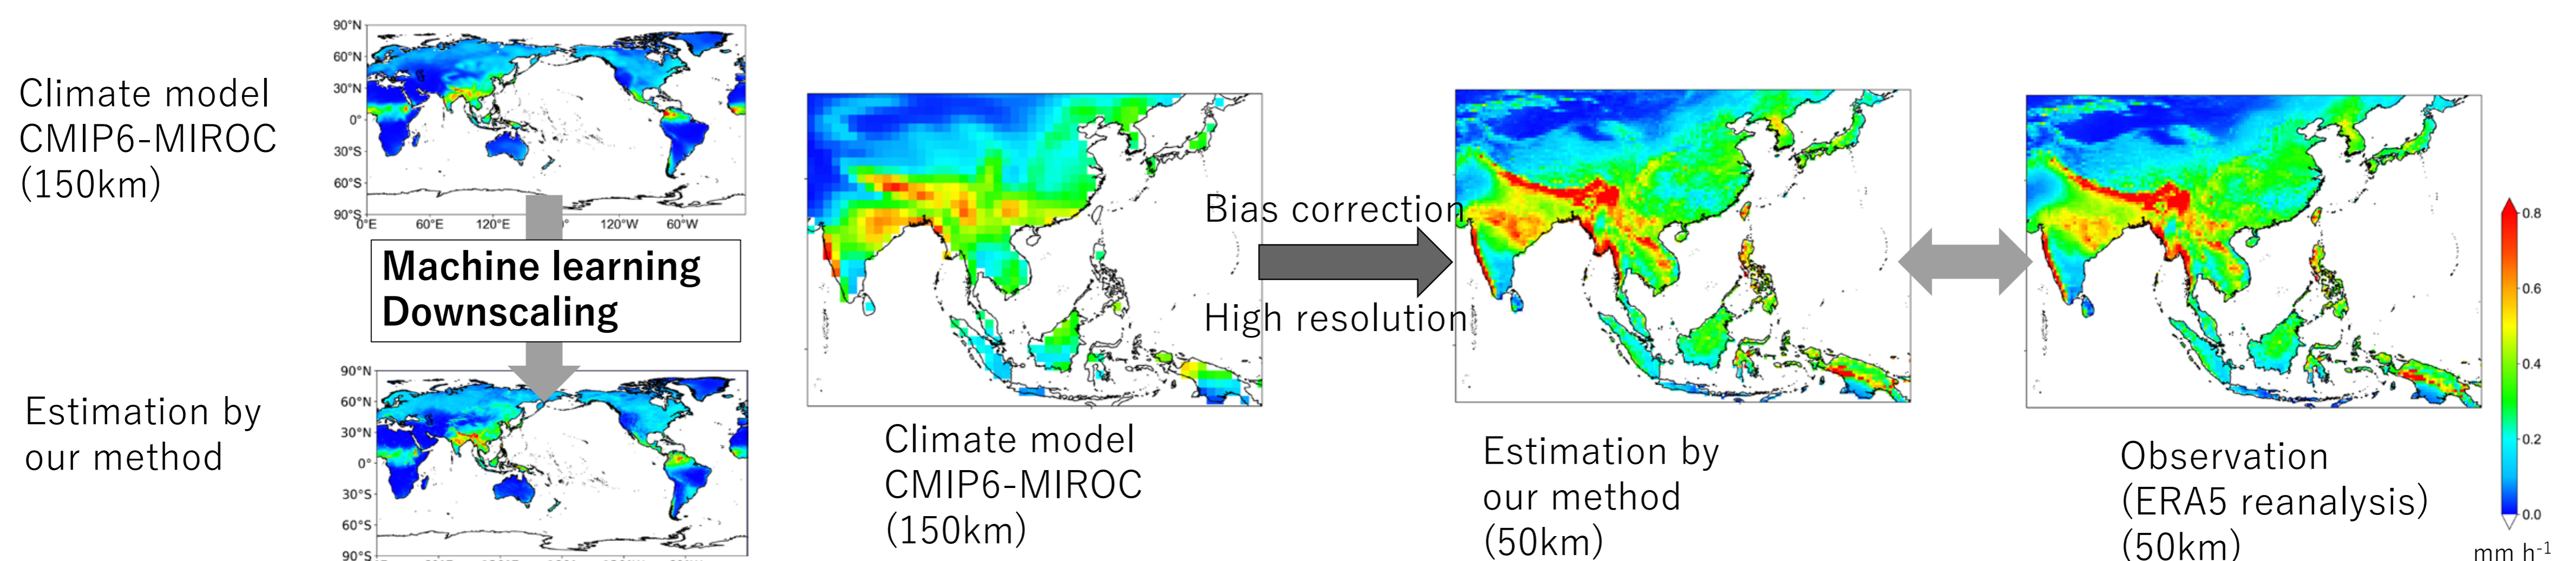 Climate model
CMIP6-MIROC
(150km)
90°N
60°N
30°N
0°
30°S
60°S
90°S
0°E 60°E 120°E 120°W 60°W
Machine learning
Downscaling
Estimation by
our method
90°N
60°N
30°N
0°
30°S
60°S
90°S
Climate model
CMIP6-MIROC
(150km)
Bias correction
High resolution
Estimation by
our method
(50km)
Observation
(ERA5 reanalysis)
(50km)
0.8
0.6
0.4
0.2
0.0
mm h⁻¹